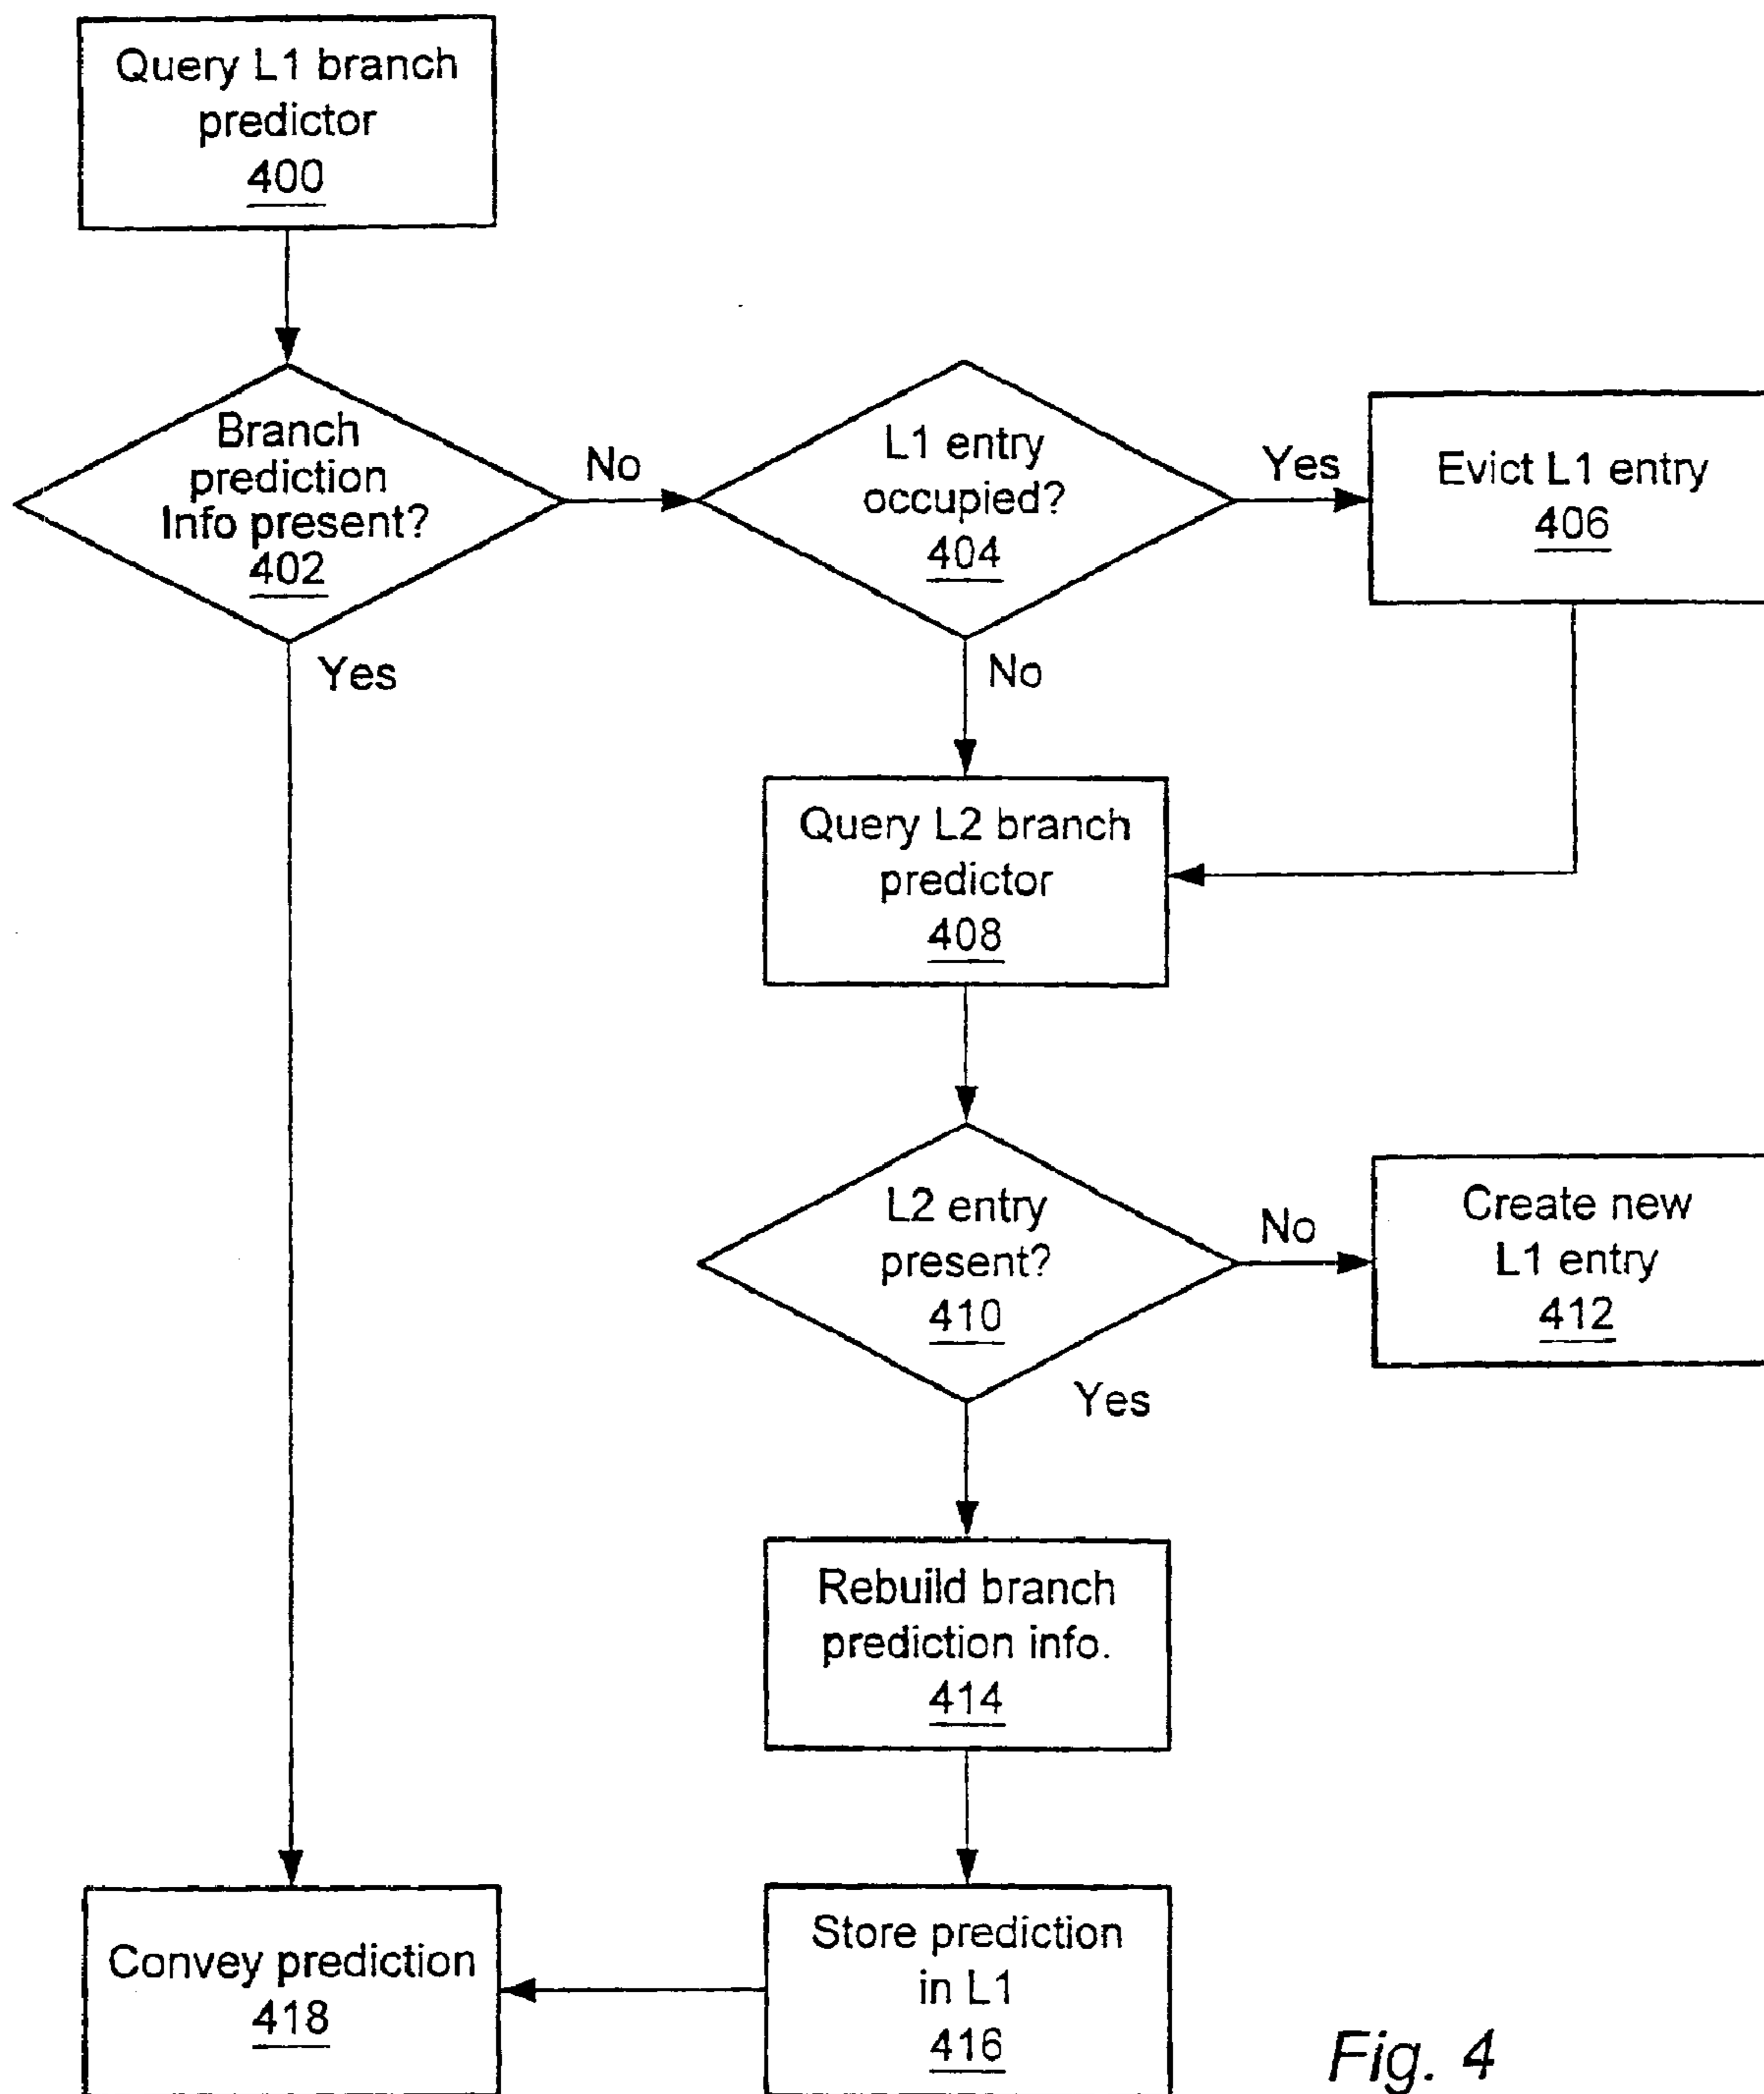 Query L1 branch
predictor
400
Branch
prediction
Info present?
402
No
Yes
L1 entry
occupied?
404
Yes
No
Evict L1 entry
406
Query L2 branch
predictor
408
L2 entry
present?
410
No
Yes
Create new
L1 entry
412
Rebuild branch
prediction info.
414
Store prediction
in L1
416
Convey prediction
418
Fig. 4